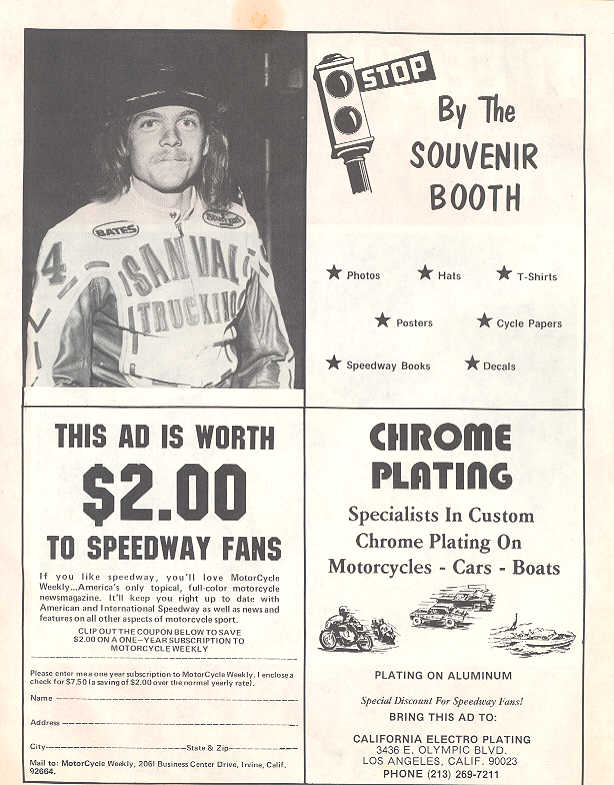 BATES
4
SAN VAL
TRUCKING
STOP
By The
SOUVENIR
BOOTH
Photos
Hats
T-Shirts
Posters
Cycle Papers
Speedway Books
Decals
THIS AD IS WORTH
$2.00
TO SPEEDWAY FANS
If you like speedway, you'll love MotorCycle
Weekly...America's only topical, full-color motorcycle
newsmagazine. It'll keep you right up to date with
American and International Speedway as well as news and
features on all other aspects of motorcycle sport.
CLIP OUT THE COUPON BELOW TO SAVE
$2.00 ON A ONE-YEAR SUBSCRIPTION TO
MOTORCYCLE WEEKLY
Please enter me a one year subscription to MotorCycle Weekly. I enclose a
check for $7.50 (a saving of $2.00 over the normal yearly rate).
Name
Address
City State & Zip
Mail to: MotorCycle Weekly, 2061 Business Center Drive, Irvine, Calif.
92664.
CHROME
PLATING
Specialists In Custom
Chrome Plating On
Motorcycles - Cars - Boats
PLATING ON ALUMINUM
Special Discount For Speedway Fans!
BRING THIS AD TO:
CALIFORNIA ELECTRO PLATING
3436 E. OLYMPIC BLVD.
LOS ANGELES, CALIF. 90023
PHONE (213) 269-7211